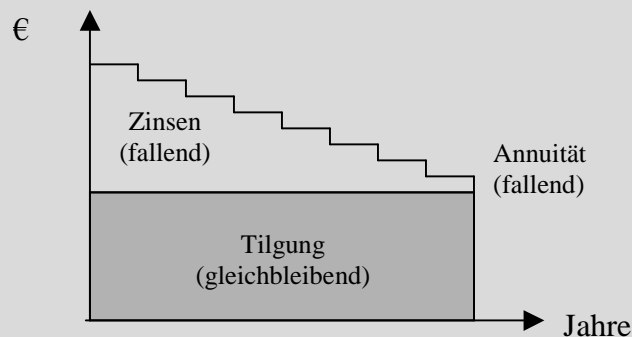 €
Zinsen
(fallend)
Annuität
(fallend)
Tilgung
(gleichbleibend)
Jahre